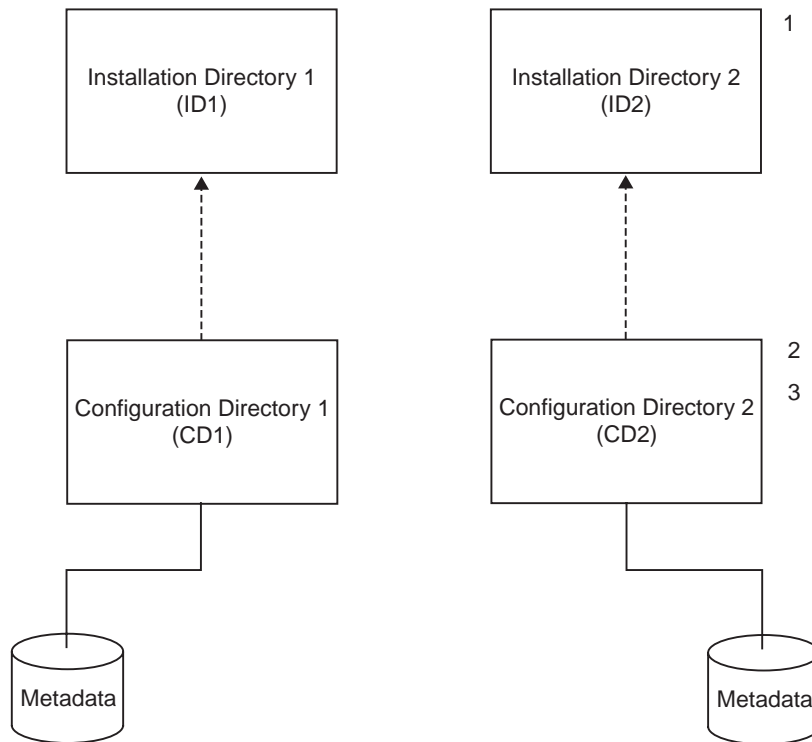 Installation Directory 1
(ID1)
Installation Directory 2
(ID2)
1
Configuration Directory 1
(CD1)
Configuration Directory 2
(CD2)
2
3
Metadata
Metadata